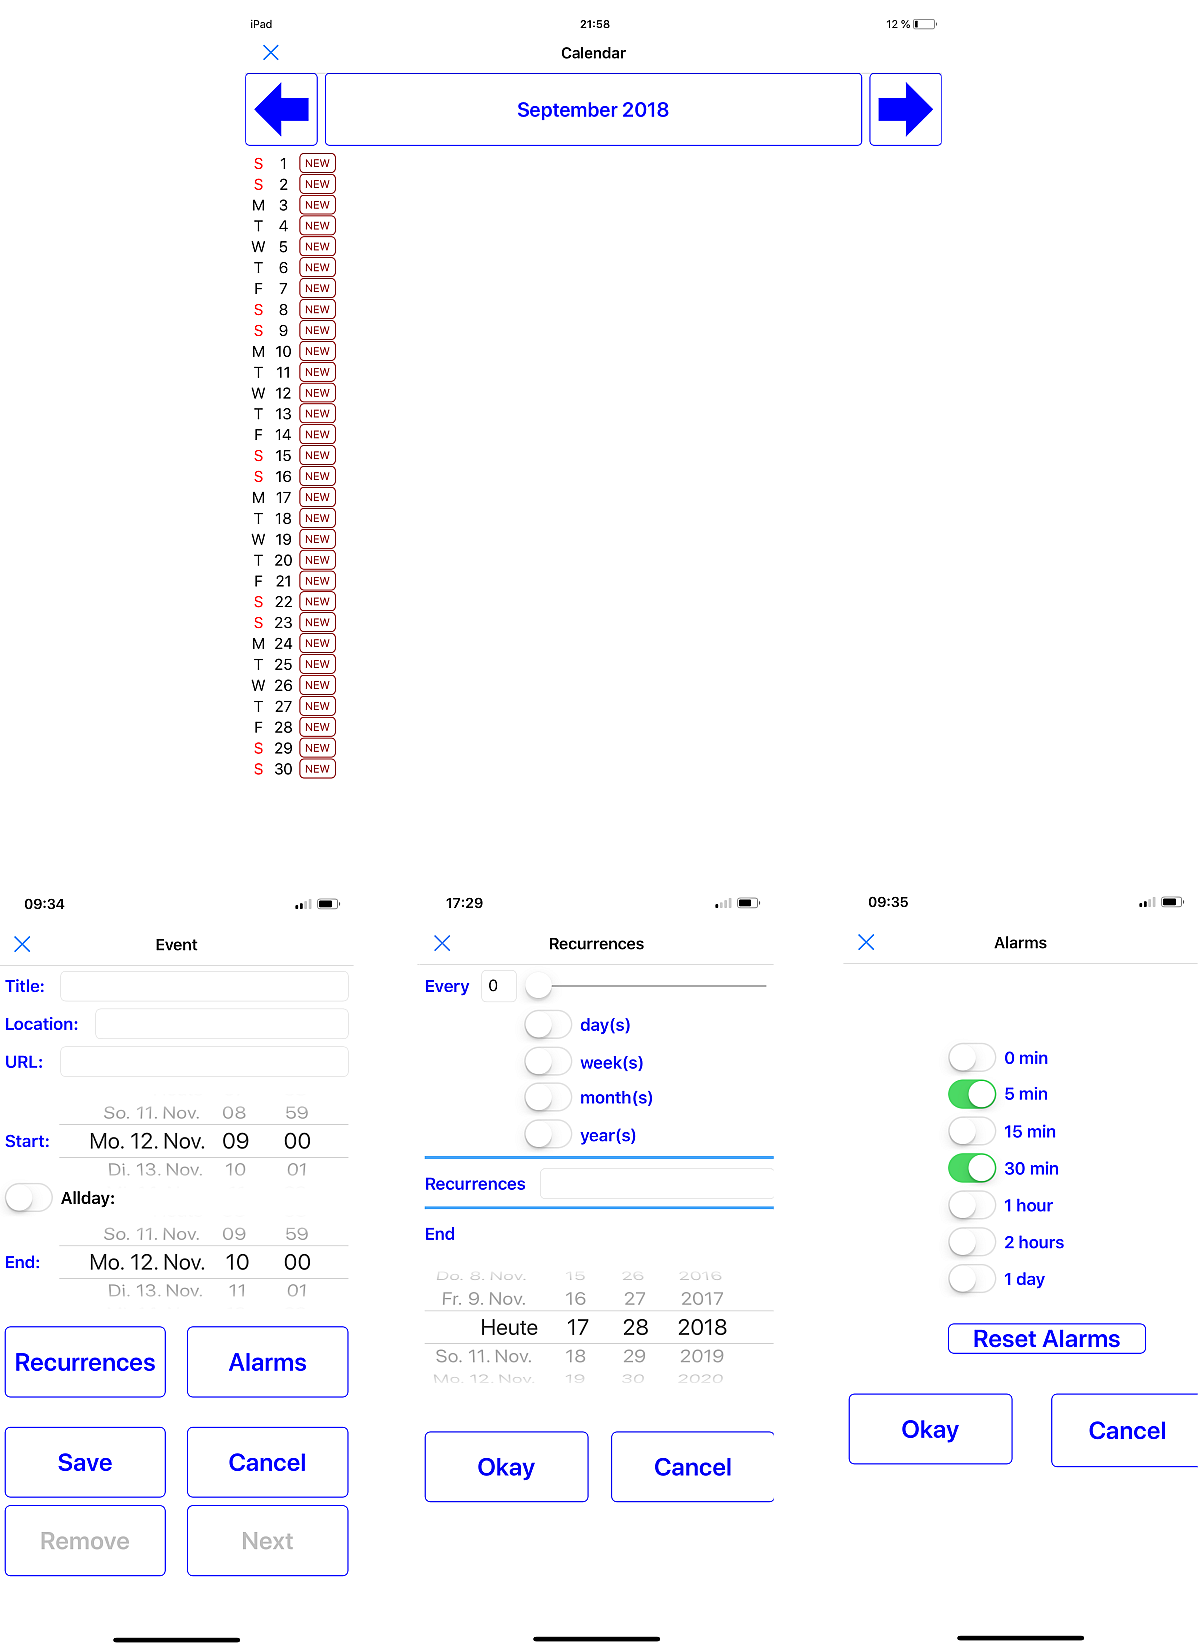 iPad 21:58 12 %
Calendar
September 2018
S 1 NEW
S 2 NEW
M 3 NEW
T 4 NEW
W 5 NEW
T 6 NEW
F 7 NEW
S 8 NEW
S 9 NEW
M 10 NEW
T 11 NEW
W 12 NEW
T 13 NEW
F 14 NEW
S 15 NEW
S 16 NEW
M 17 NEW
T 18 NEW
W 19 NEW
T 20 NEW
F 21 NEW
S 22 NEW
S 23 NEW
M 24 NEW
T 25 NEW
W 26 NEW
T 27 NEW
F 28 NEW
S 29 NEW
S 30 NEW
09:34
Event
Title:
Location:
URL:
So. 11. Nov. 08 59
Start: Mo. 12. Nov. 09 00
Di. 13. Nov. 10 01
Allday:
So. 11. Nov. 09 59
End: Mo. 12. Nov. 10 00
Di. 13. Nov. 11 01
Recurrences Alarms
Save Cancel
Remove Next
17:29
Recurrences
Every 0
day(s)
week(s)
month(s)
year(s)
Recurrences
End
Do. 8. Nov. 15 26 2016
Fr. 9. Nov. 16 27 2017
Heute 17 28 2018
So. 11. Nov. 18 29 2019
Mo. 12. Nov. 19 30 2020
Okay Cancel
09:35
Alarms
0 min
5 min
15 min
30 min
1 hour
2 hours
1 day
Reset Alarms
Okay Cancel